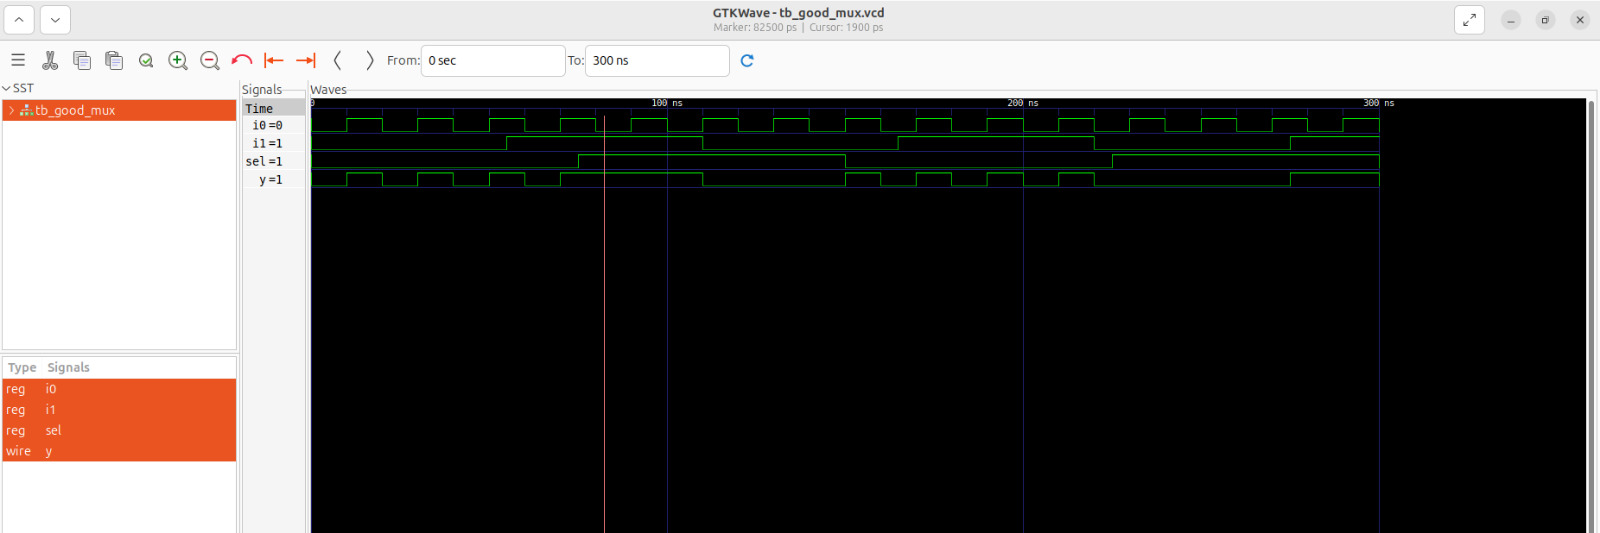 GTKWave - tb_good_mux.vcd
Marker: 82500 ps | Cursor: 1900 ps
From: 0 sec To: 300 ns
SST
tb_good_mux
Type Signals
reg i0
reg i1
reg sel
wire y
Signals
Time
i0=0
i1=1
sel=1
y=1
Waves
0 100 ns 200 ns 300 ns